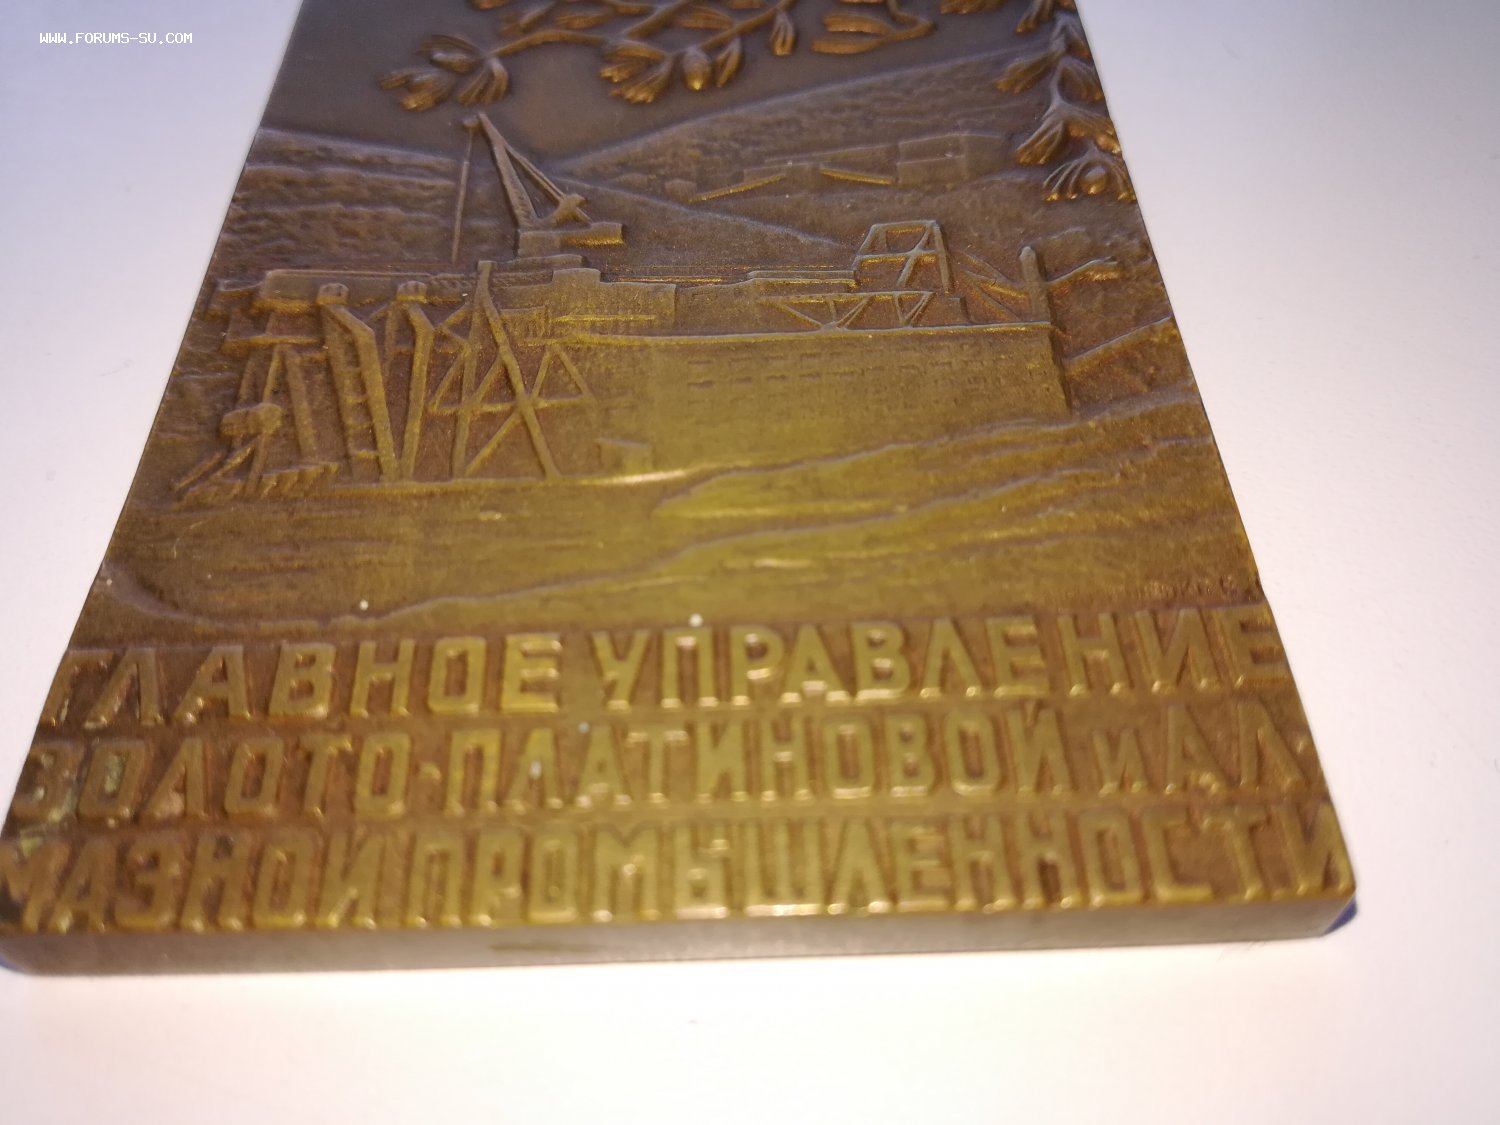 WWW.FORUMS-SU.COM
ГЛАВНОЕ УПРАВЛЕНИЕ
ЗОЛОТО-ПЛАТИНОВОЙ и АЛ
МАЗНОЙ ПРОМЫШЛЕННОСТИ